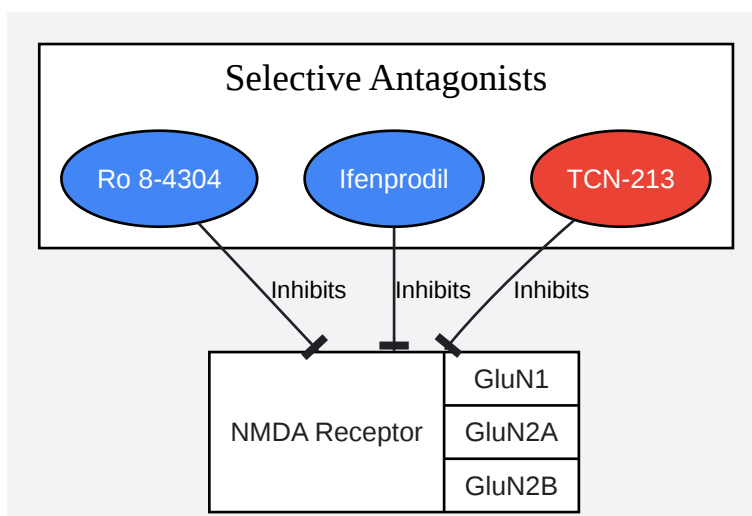 Selective Antagonists
Ro 8-4304
Ifenprodil
TCN-213
Inhibits
Inhibits
Inhibits
NMDA Receptor
GluN1
GluN2A
GluN2B